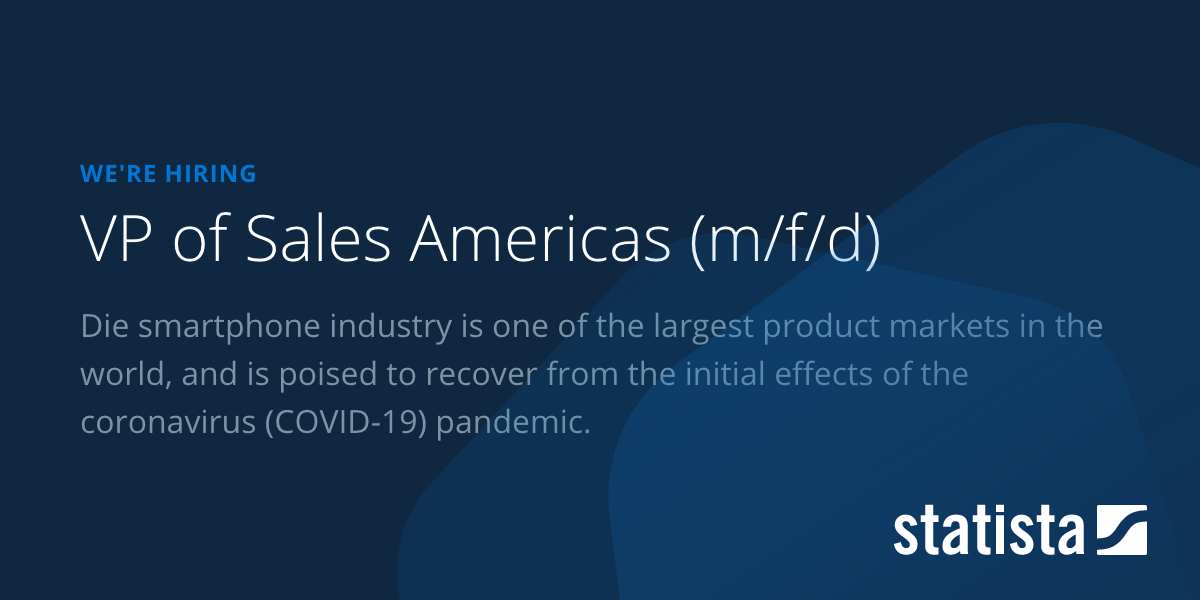 WE'RE HIRING
VP of Sales Americas (m/f/d)
Die smartphone industry is one of the largest product markets in the
world, and is poised to recover from the initial effects of the
coronavirus (COVID-19) pandemic.
statista